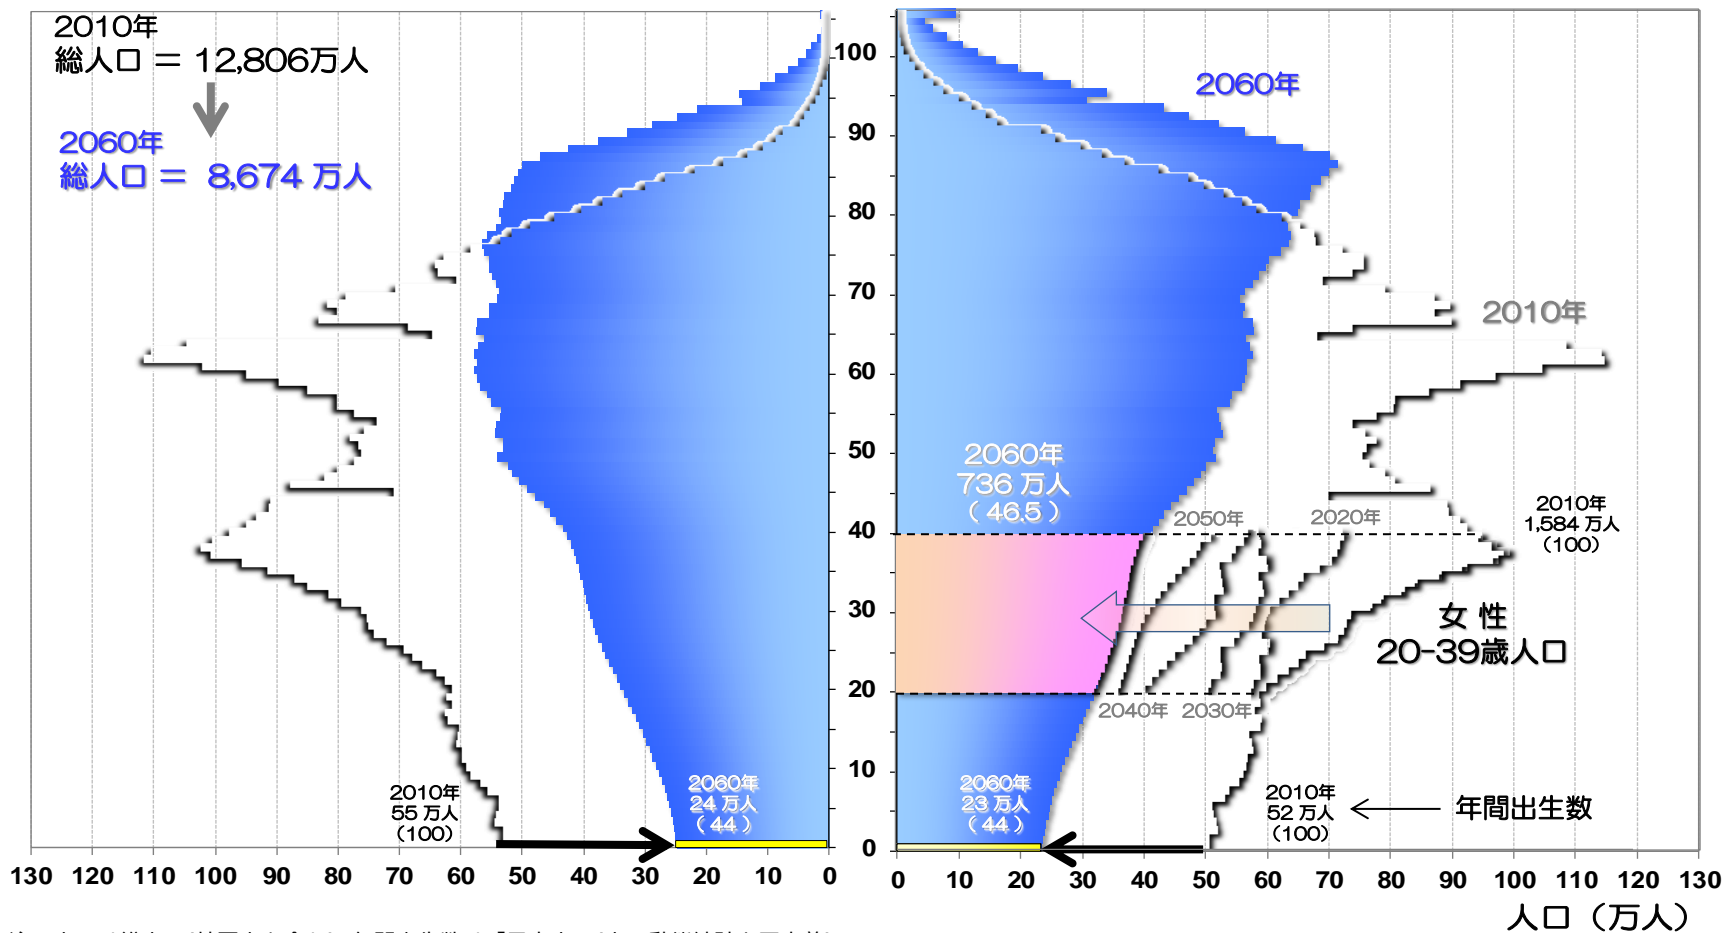 2010年
総人口 ＝ 12,806万人
2060年
総人口 ＝ 8,674 万人
2060年
2010年
2060年
736 万人
（ 46.5 ）
2050年
2020年
2010年
1,584 万人
（100）
女 性
20-39歳人口
2040年
2030年
2010年
55 万人
（100）
2060年
24 万人
（ 44 ）
2060年
23 万人
（ 44 ）
2010年
52 万人
（100）
年間出生数
100
90
80
70
60
50
40
30
20
10
0
130 120 110 100 90 80 70 60 50 40 30 20 10 0
0 10 20 30 40 50 60 70 80 90 100 110 120 130
人口（万人）